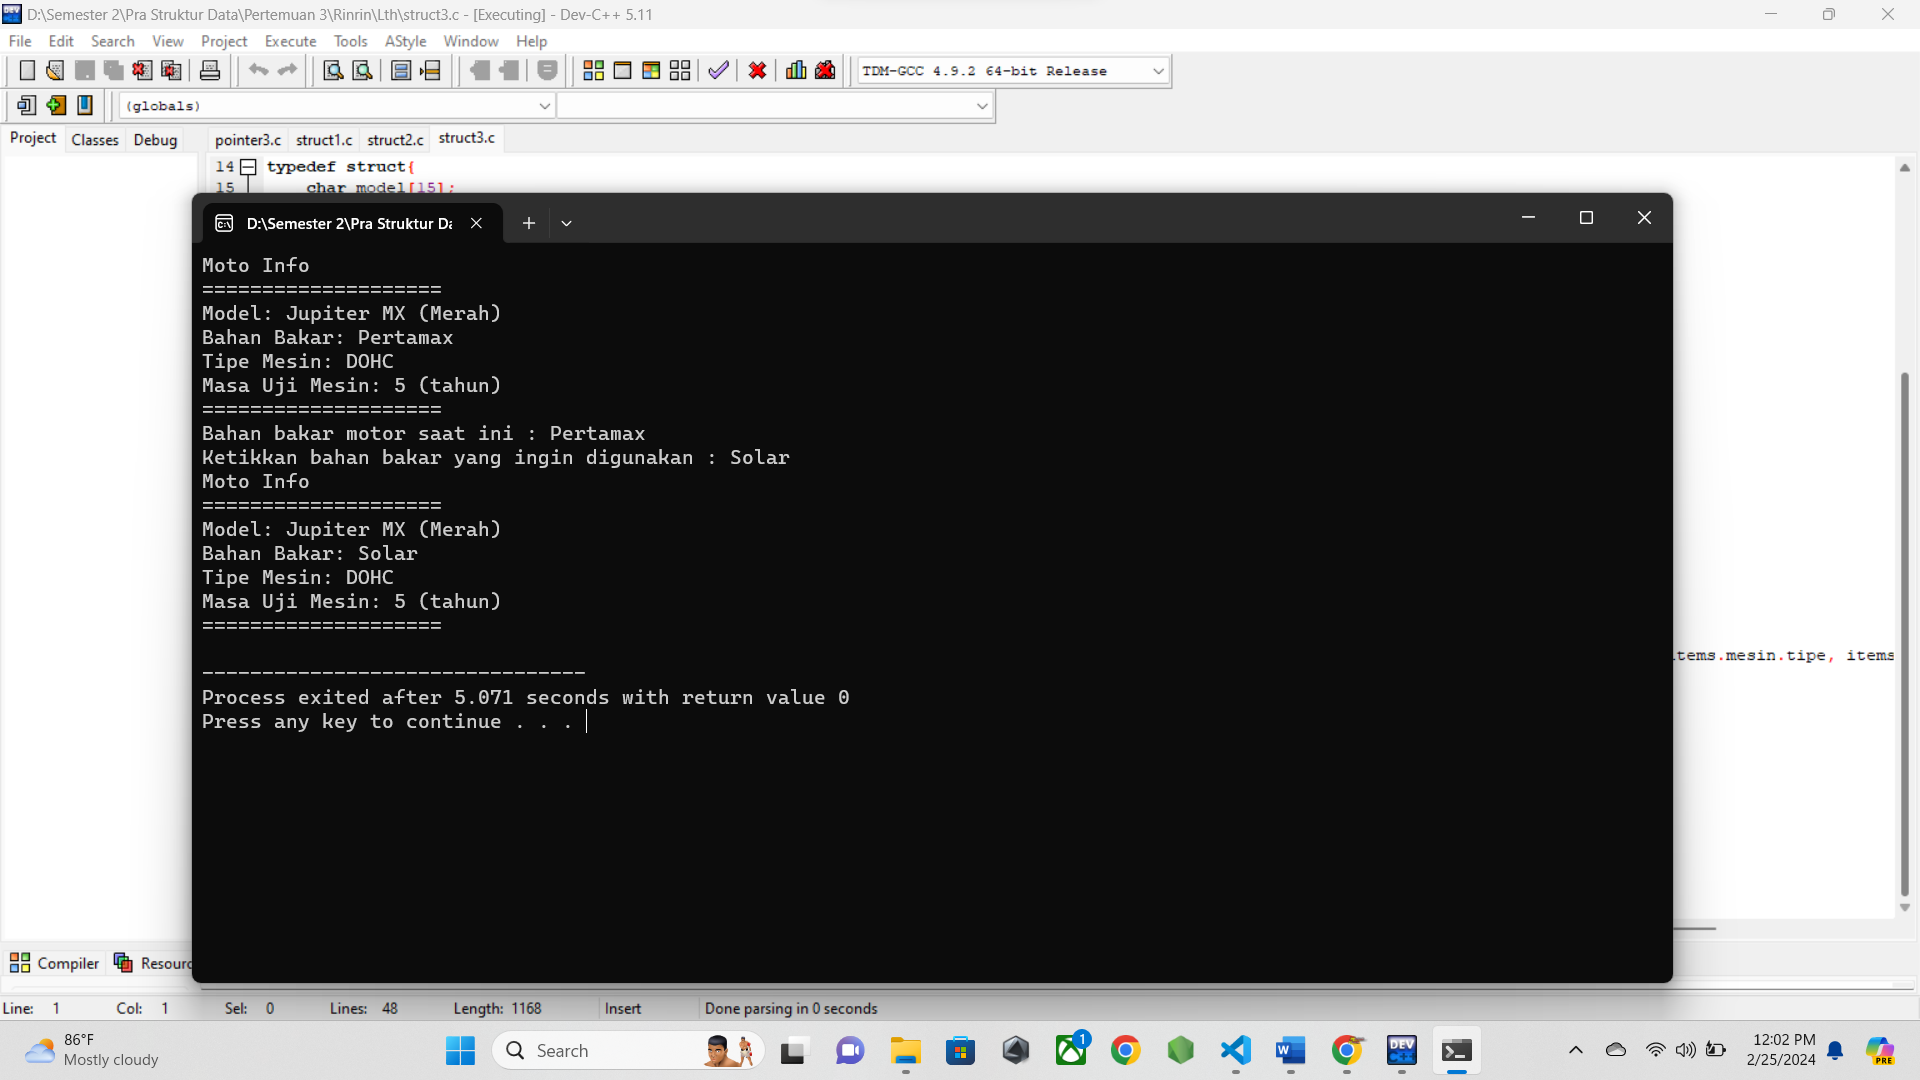 D:\Semester 2\Pra Struktur Data\Pertemuan 3\Rinrin\Lth\struct3.c - [Executing] - Dev-C++ 5.11
File Edit Search View Project Execute Tools AStyle Window Help
TDM-GCC 4.9.2 64-bit Release
(globals)
Project Classes Debug pointer3.c struct1.c struct2.c struct3.c
14 typedef struct{
15 char model[15];
D:\Semester 2\Pra Struktur Da
Moto Info
====================
Model: Jupiter MX (Merah)
Bahan Bakar: Pertamax
Tipe Mesin: DOHC
Masa Uji Mesin: 5 (tahun)
====================
Bahan bakar motor saat ini : Pertamax
Ketikkan bahan bakar yang ingin digunakan : Solar
Moto Info
====================
Model: Jupiter MX (Merah)
Bahan Bakar: Solar
Tipe Mesin: DOHC
Masa Uji Mesin: 5 (tahun)
====================
items.mesin.tipe, items
--------------------------------
Process exited after 5.071 seconds with return value 0
Press any key to continue . . .
Compiler Resourc
Line: 1 Col: 1 Sel: 0 Lines: 48 Length: 1168 Insert Done parsing in 0 seconds
86°F
Mostly cloudy
Search
1
DEV
C++
PRE
12:02 PM
2/25/2024